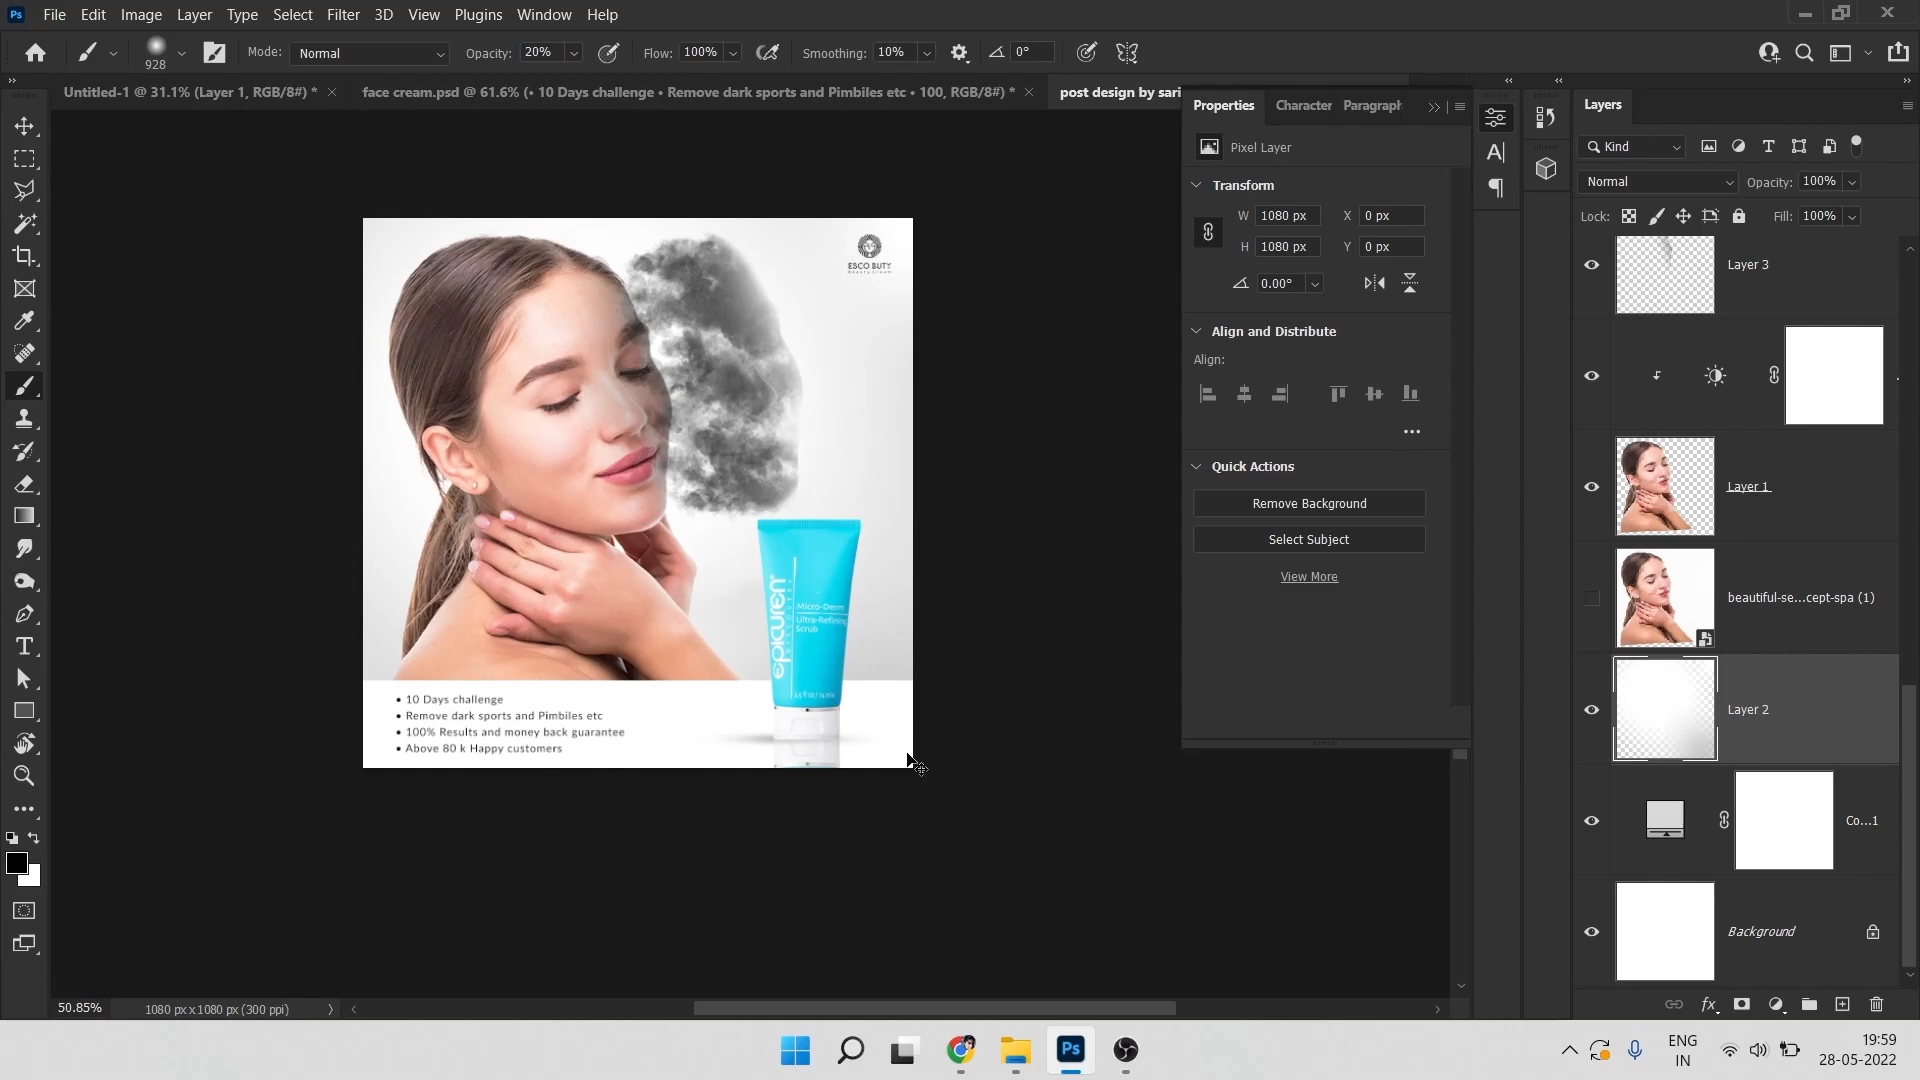 Ps File Edit Image Layer Type Select Filter 3D View Plugins Window Help
928 Mode: Normal Opacity: 20% Flow: 100% Smoothing: 10% 0°
Untitled-1 @ 31.1% (Layer 1, RGB/8#) *
face cream.psd @ 61.6% (• 10 Days challenge • Remove dark sports and Pimbiles etc • 100, RGB/8#) *
post design by sari
Properties Character Paragraph
Pixel Layer
Transform
W 1080 px X 0 px
H 1080 px Y 0 px
0.00°
Align and Distribute
Align:
Quick Actions
Remove Background
Select Subject
View More
Layers
Kind
Normal Opacity: 100%
Lock: Fill: 100%
Layer 3
Layer 1
beautiful-se...cept-spa (1)
Layer 2
Co...1
Background
ESCO BUTY
epicuren
DISCOVERY
Micro-Derm
Ultra-Refining
Scrub
• 10 Days challenge
• Remove dark sports and Pimbiles etc
• 100% Results and money back guarantee
• Above 80 k Happy customers
50.85% 1080 px x 1080 px (300 ppi)
Ps
ENG
IN
19:59
28-05-2022